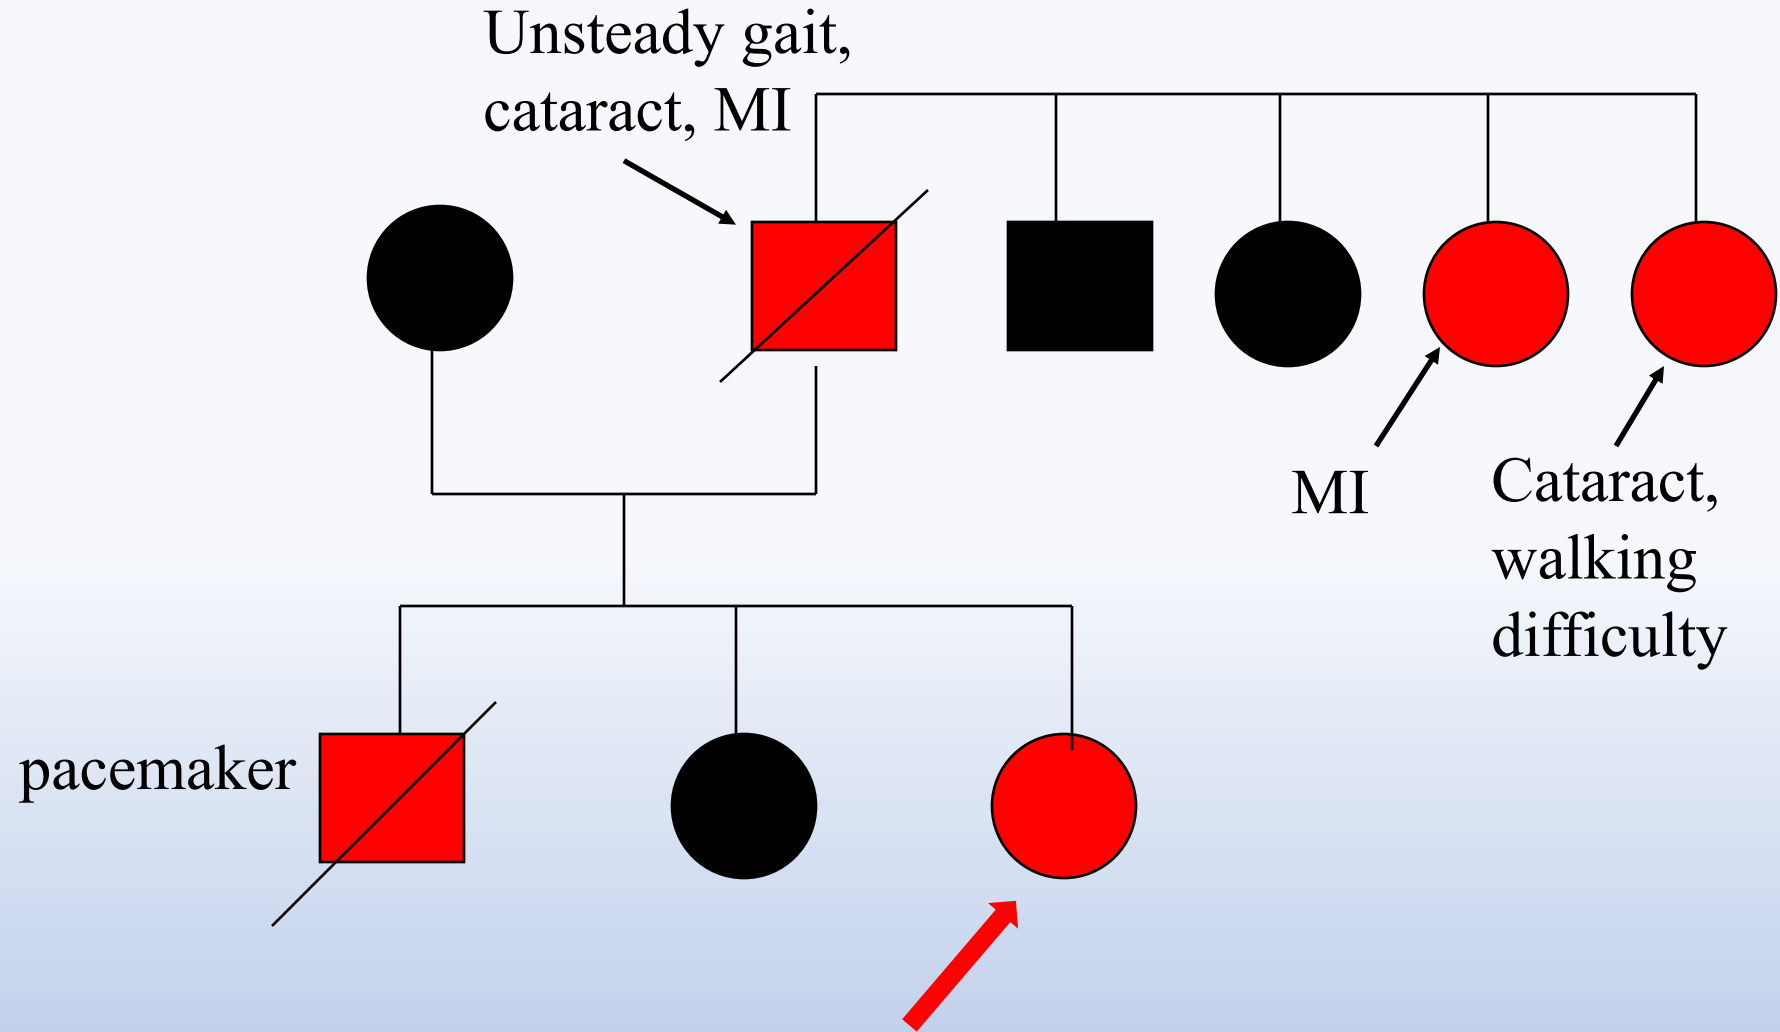 Unsteady gait,
cataract, MI
MI
Cataract,
walking
difficulty
pacemaker